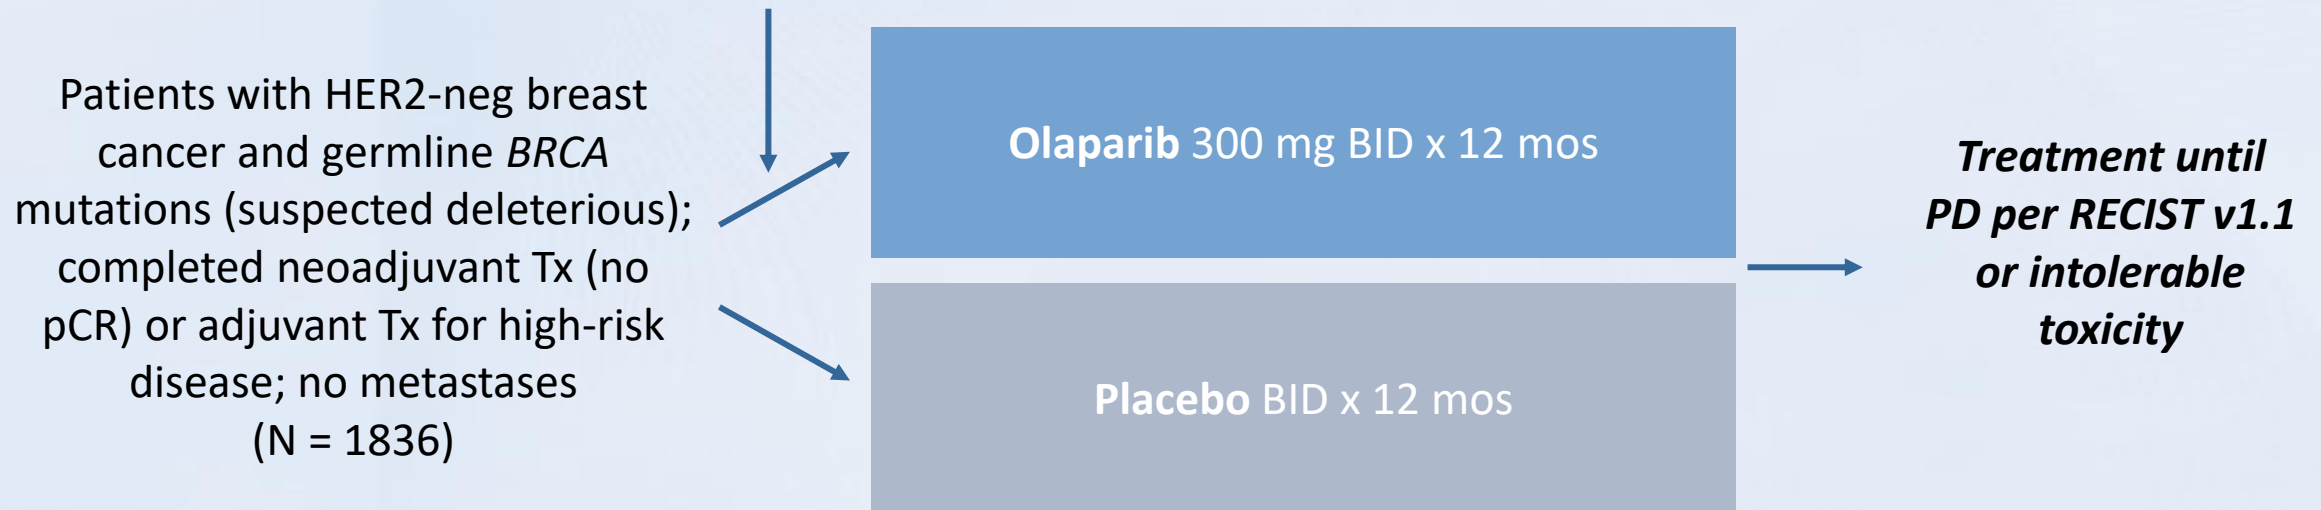 Patients with HER2-neg breast
cancer and germline BRCA
mutations (suspected deleterious);
completed neoadjuvant Tx (no
pCR) or adjuvant Tx for high-risk
disease; no metastases
(N = 1836)
Olaparib 300 mg BID x 12 mos
Placebo BID x 12 mos
Treatment until
PD per RECIST v1.1
or intolerable
toxicity